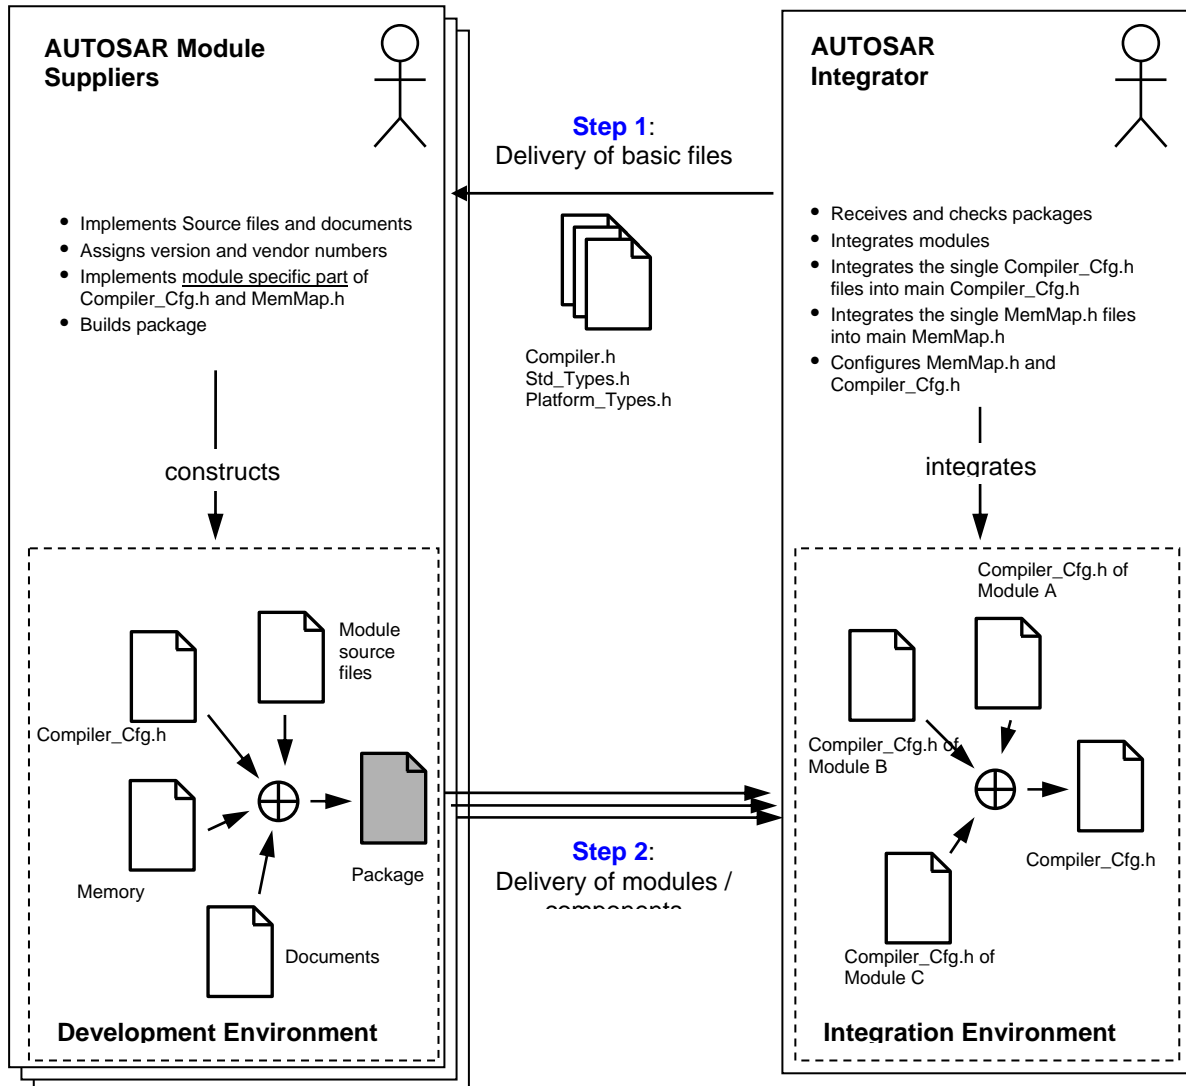 AUTOSAR Module
Suppliers
• Implements Source files and documents
• Assigns version and vendor numbers
• Implements module specific part of
Compiler_Cfg.h and MemMap.h
• Builds package
constructs
Module
source
files
Compiler_Cfg.h
Memory
Package
Documents
Development Environment
Step 1:
Delivery of basic files
Compiler.h
Std_Types.h
Platform_Types.h
Step 2:
Delivery of modules /
components
AUTOSAR
Integrator
• Receives and checks packages
• Integrates modules
• Integrates the single Compiler_Cfg.h
files into main Compiler_Cfg.h
• Integrates the single MemMap.h files
into main MemMap.h
• Configures MemMap.h and
Compiler_Cfg.h
integrates
Compiler_Cfg.h of
Module A
Compiler_Cfg.h of
Module B
Compiler_Cfg.h
Compiler_Cfg.h of
Module C
Integration Environment